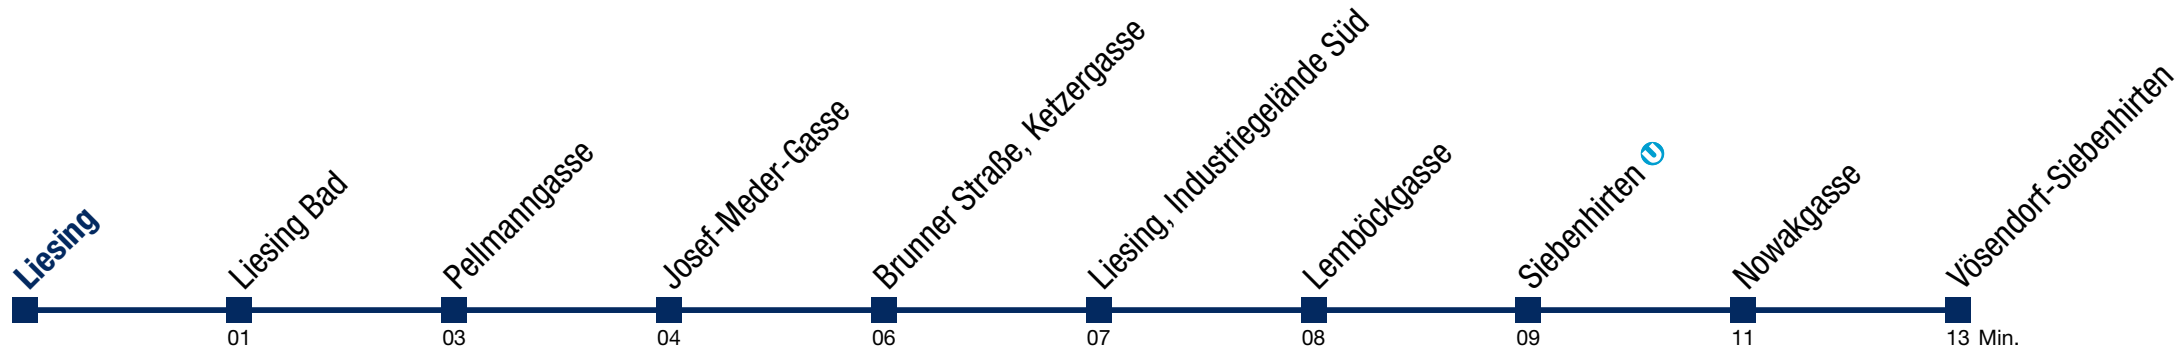 Liesing
Liesing Bad
Pellmanngasse
Josef-Meder-Gasse
Brunner Straße, Ketzergasse
Liesing, Industriegelände Süd
Lemböckgasse
Siebenhirten U
Nowakgasse
Vösendorf-Siebenhirten
01 03 04 06 07 08 09 11 13 Min.